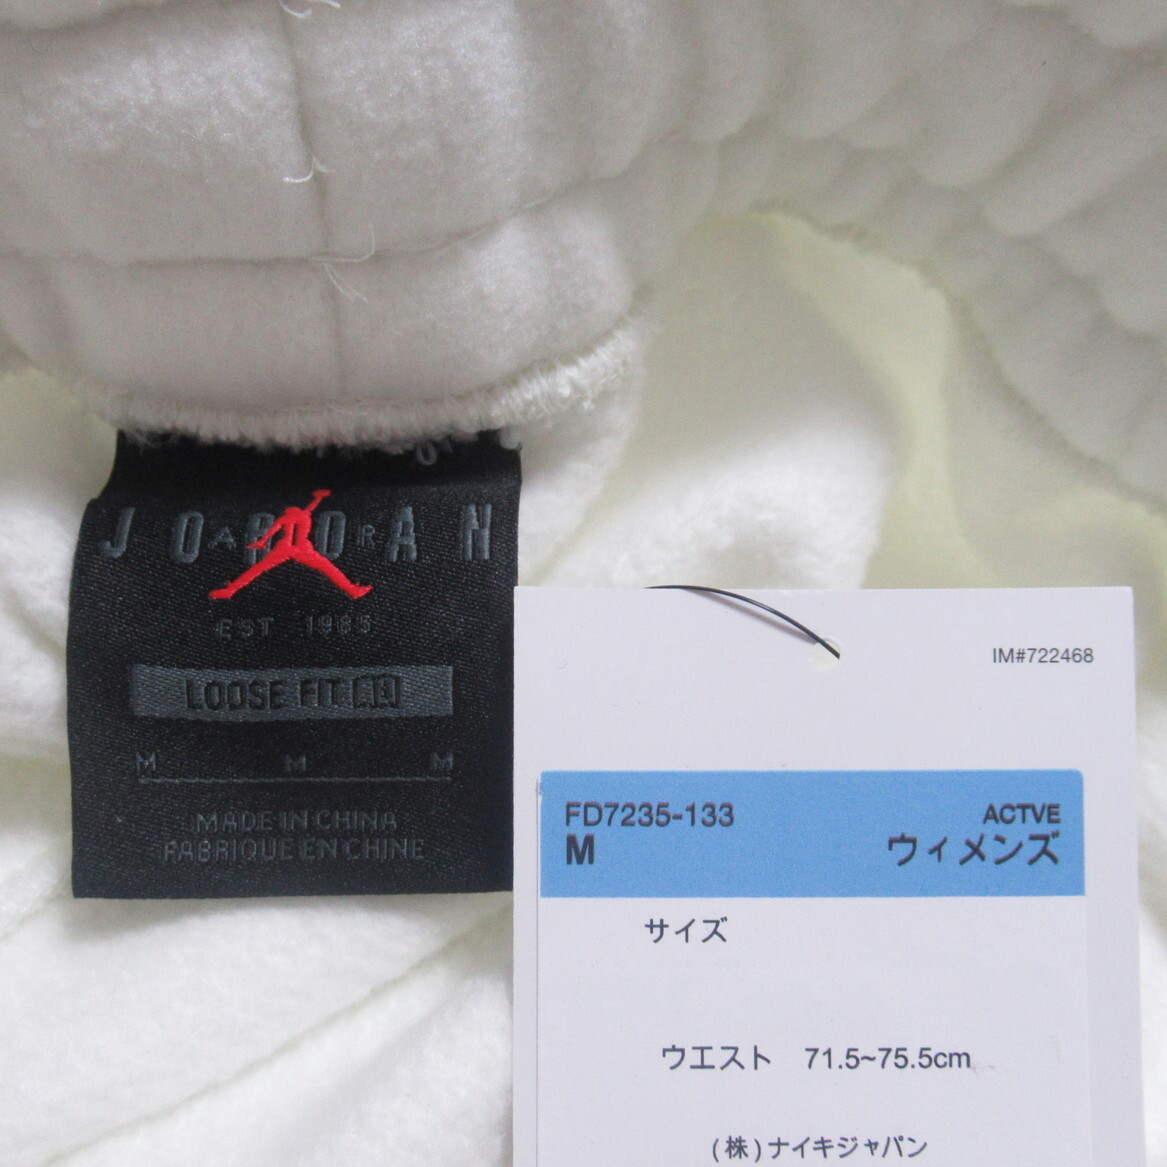 JORDAN
AIR
EST 1985
LOOSE FIT
M M M
MADE IN CHINA
FABRIQUE EN CHINE
IM#722468
FD7235-133 ACTVE
M ウィメンズ
サイズ
ウエスト 71.5~75.5cm
(株)ナイキジャパン